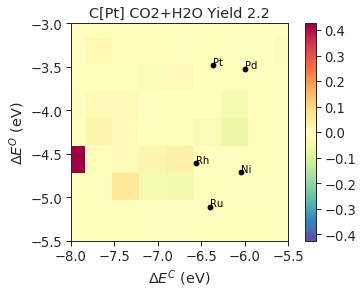 C[Pt] CO2+H2O Yield 2.2
−3.0
−3.5
−4.0
−4.5
−5.0
−5.5
ΔE^O (eV)
Pt
Pd
Rh
Ni
Ru
−8.0 −7.5 −7.0 −6.5 −6.0 −5.5
ΔE^C (eV)
0.4
0.3
0.2
0.1
0.0
−0.1
−0.2
−0.3
−0.4